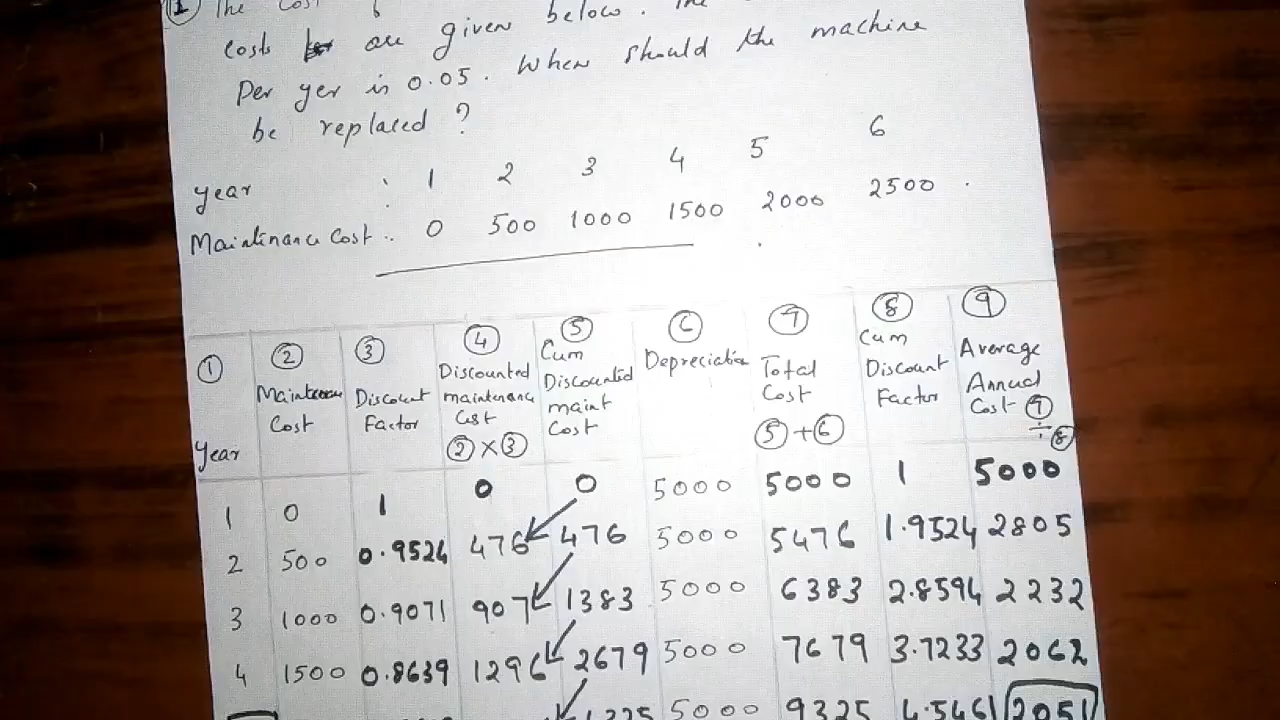 ① The Cost
Costs are given below. The
Per yer is 0.05. When should the machine
be replaced ?
year : 1 2 3 4 5 6
Maintinance Cost .. 0 500 1000 1500 2000 2500 .
① ② ③ ④ ⑤ ⑥ ⑦ ⑧ ⑨
Year Maintenance Cost Discount Factor Discounted maintenance Cost ②×③ Cum Discounted maint Cost Depreciation Total Cost ⑤+⑥ Cum Discount Factor Average Annual Cost ⑦ ÷ ⑧
1 0 1 0 0 5000 5000 1 5000
2 500 0.9524 476 476 5000 5476 1.9524 2805
3 1000 0.9071 907 1383 5000 6383 2.8594 2232
4 1500 0.8639 1296 2679 5000 7679 3.7233 2062
5000 9325 4.5461 2051